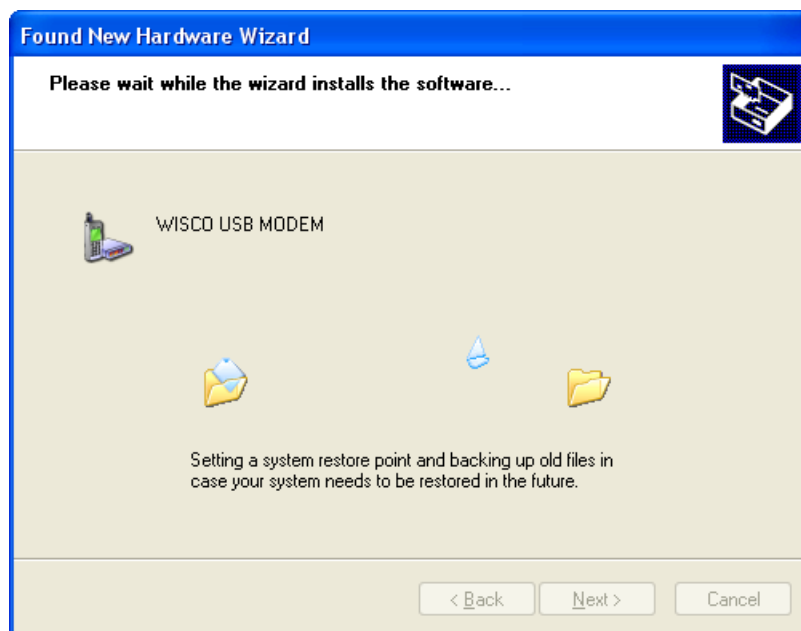 Found New Hardware Wizard
Please wait while the wizard installs the software...
WISCO USB MODEM
Setting a system restore point and backing up old files in
case your system needs to be restored in the future.
< Back
Next >
Cancel